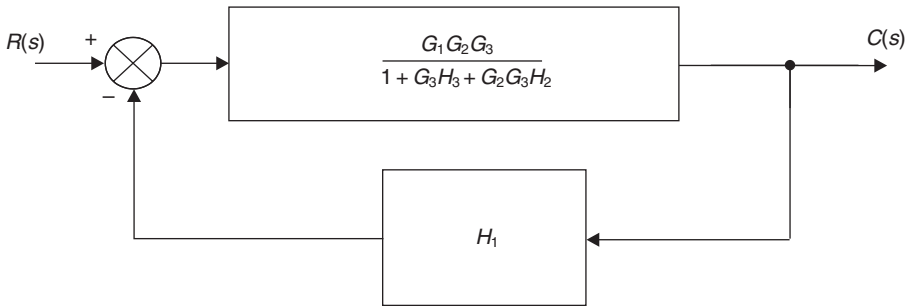 R(s)
+
−
G₁G₂G₃
1 + G₃H₃ + G₂G₃H₂
C(s)
H₁